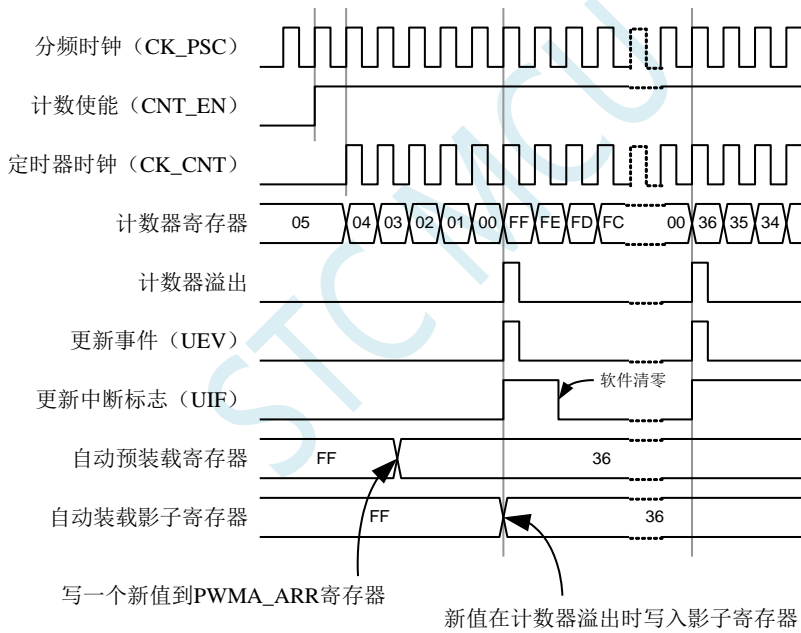 分频时钟（CK_PSC）
计数使能（CNT_EN）
定时器时钟（CK_CNT）
计数器寄存器 05 04 03 02 01 00 FF FE FD FC 00 36 35 34
计数器溢出
更新事件（UEV）
更新中断标志（UIF） 软件清零
自动预装载寄存器 FF 36
自动装载影子寄存器 FF 36
写一个新值到PWMA_ARR寄存器
新值在计数器溢出时写入影子寄存器
STC MCU